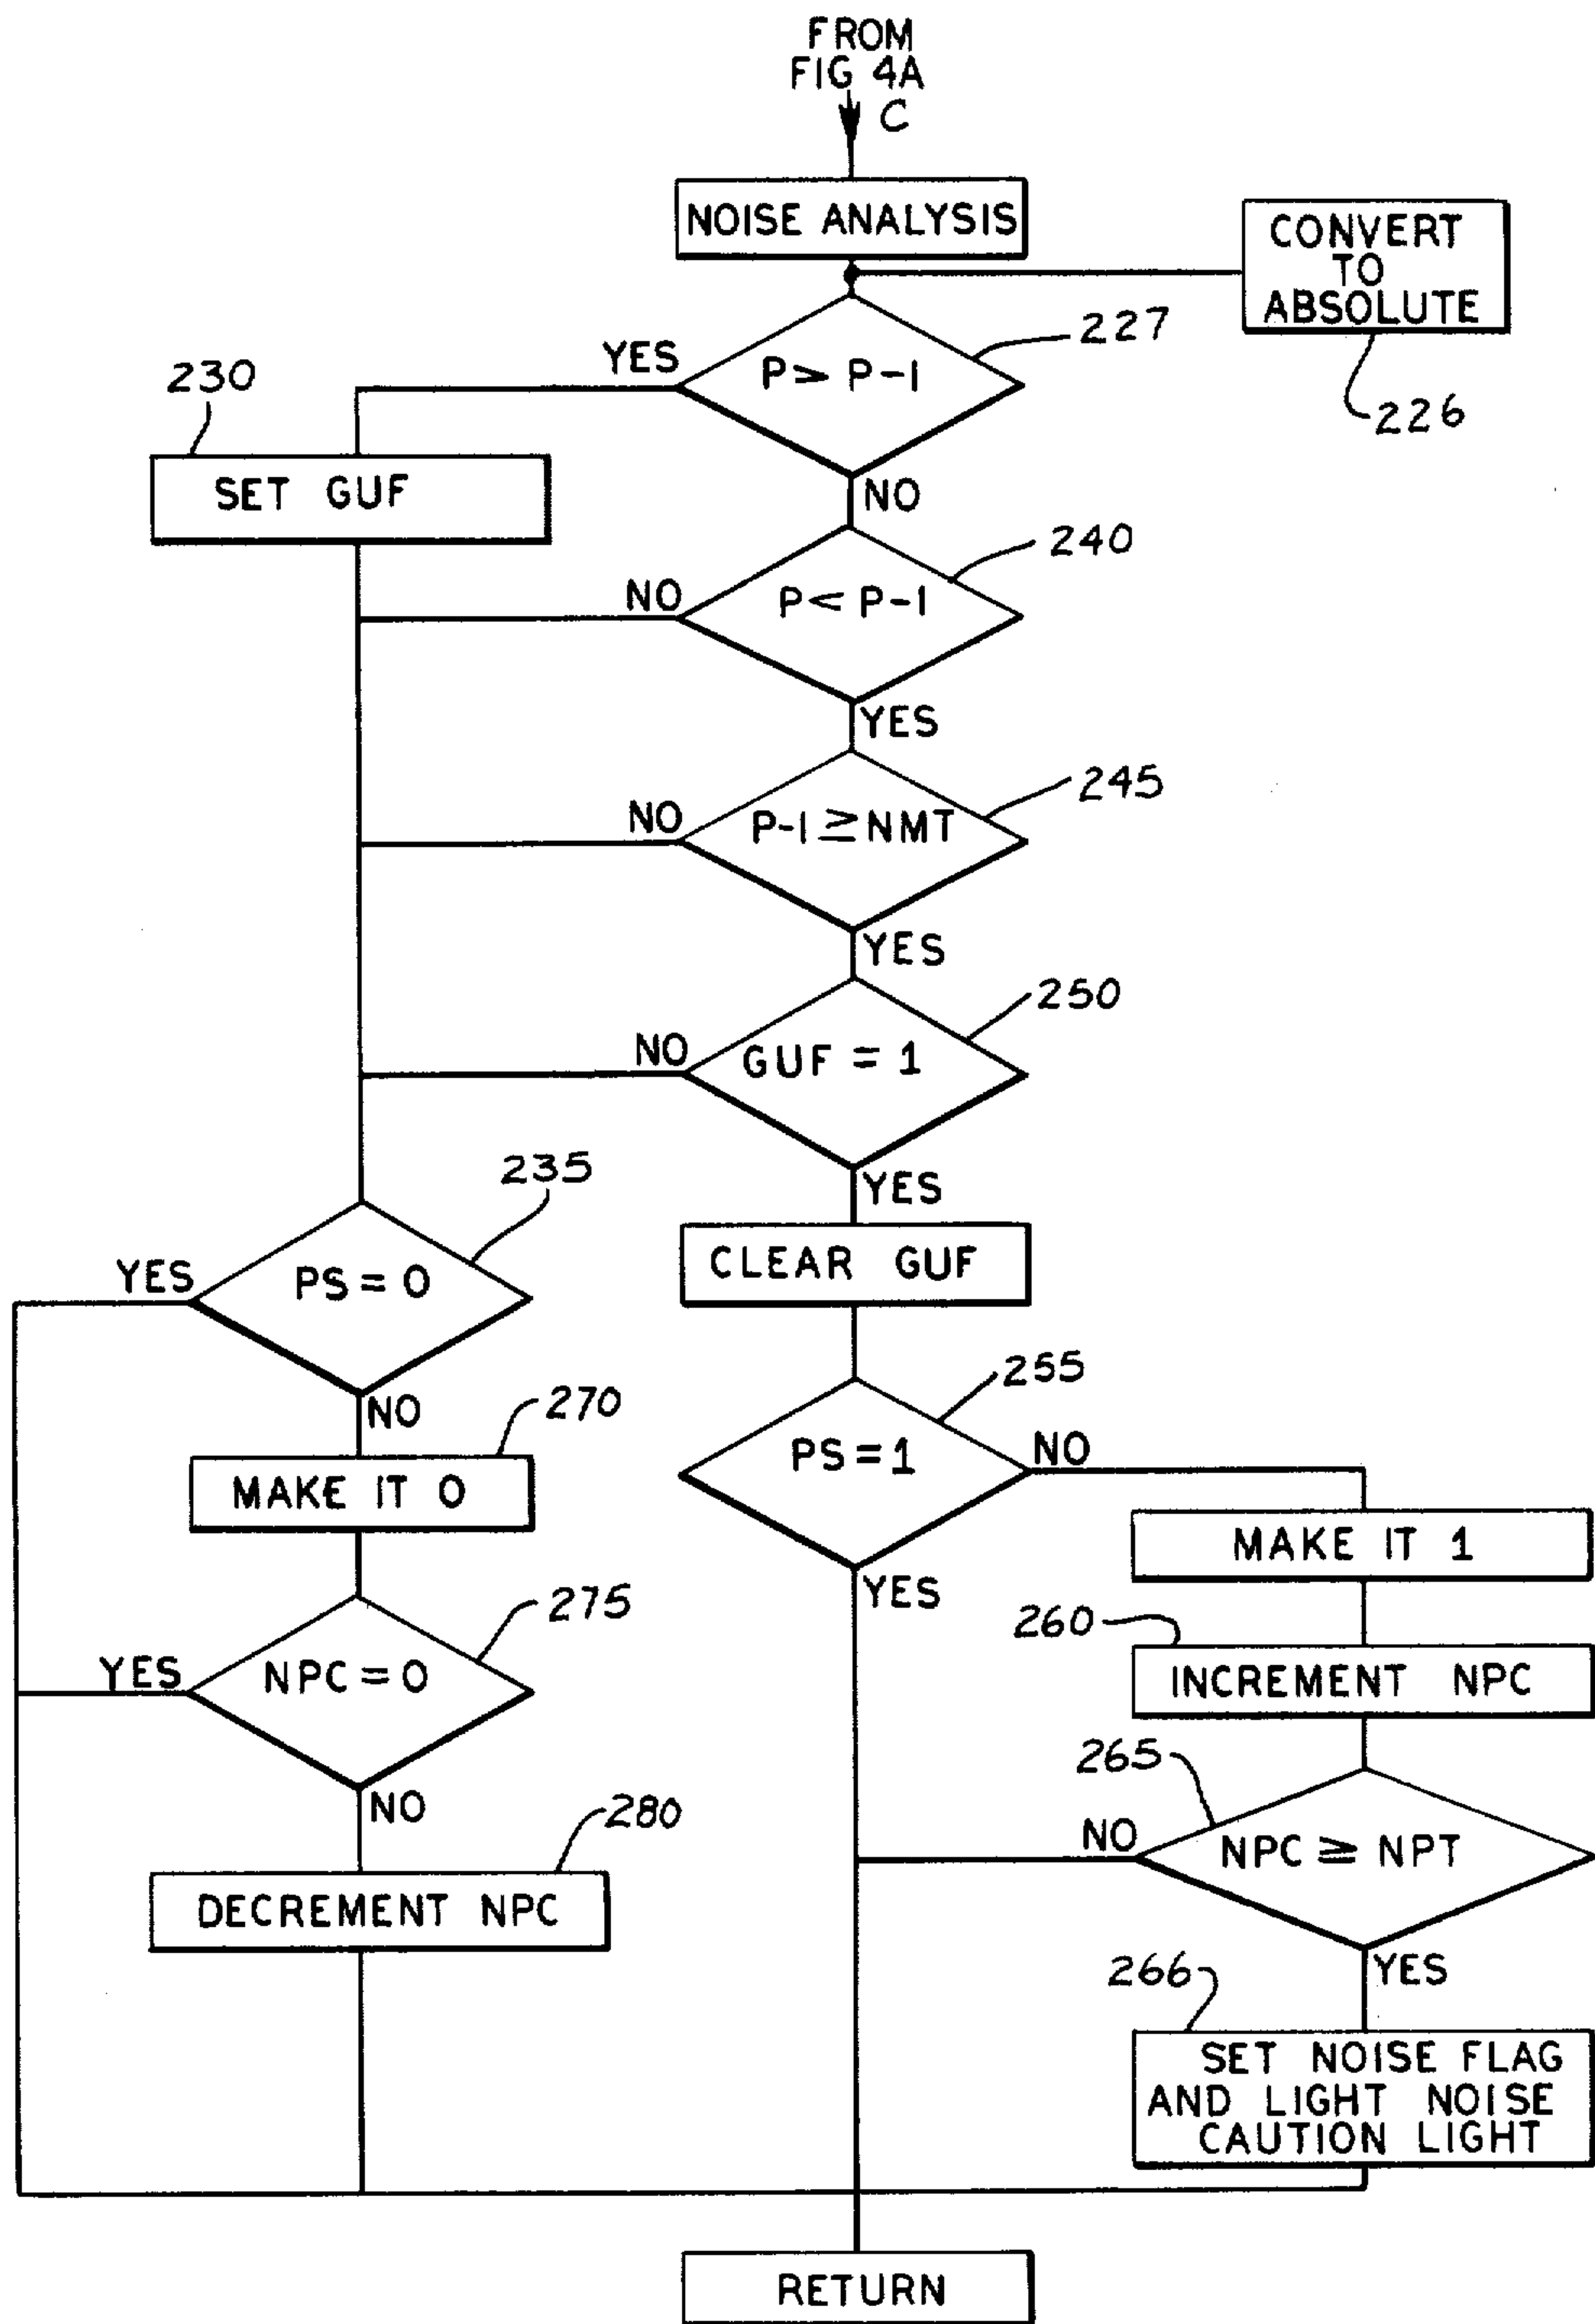 FROM
FIG 4A
C
NOISE ANALYSIS
CONVERT
TO
ABSOLUTE
226
227
P > P-1
YES
NO
230
SET GUF
240
P < P-1
NO
YES
245
P-1 ≥ NMT
NO
YES
250
GUF = 1
NO
YES
235
PS = 0
YES
NO
CLEAR GUF
255
PS = 1
NO
YES
270
MAKE IT 0
MAKE IT 1
275
NPC = 0
YES
NO
260
INCREMENT NPC
265
NPC ≥ NPT
NO
YES
280
DECREMENT NPC
266
SET NOISE FLAG
AND LIGHT NOISE
CAUTION LIGHT
RETURN